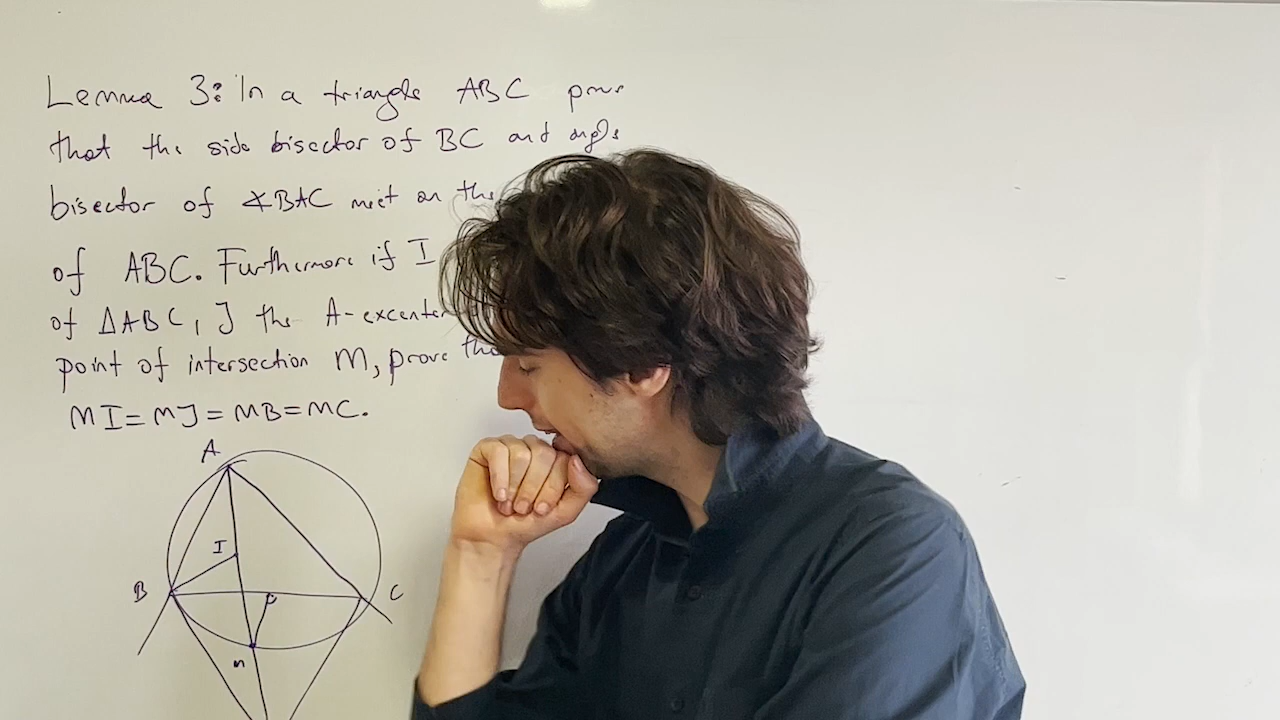 Lemma 3: In a triangle ABC prove
that the side bisector of BC and angle
bisector of ∢BAC meet on the
of ABC. Furthermore if I
of ΔABC, J the A-excenter
point of intersection M, prove
MI=MJ=MB=MC.
A
I
B
C
M